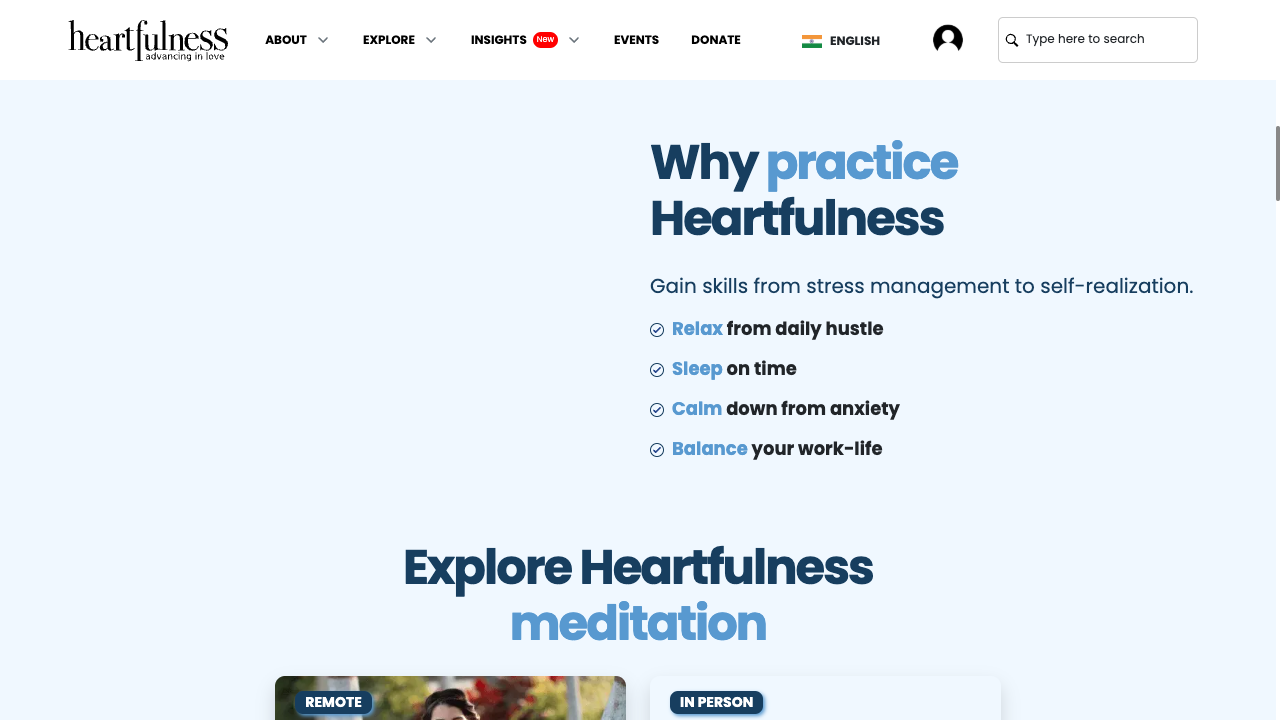 heartfulness
advancing in love
ABOUT
EXPLORE
INSIGHTS New
EVENTS
DONATE
ENGLISH
Type here to search
Why practice
Heartfulness
Gain skills from stress management to self-realization.
Relax from daily hustle
Sleep on time
Calm down from anxiety
Balance your work-life
Explore Heartfulness
meditation
REMOTE
IN PERSON